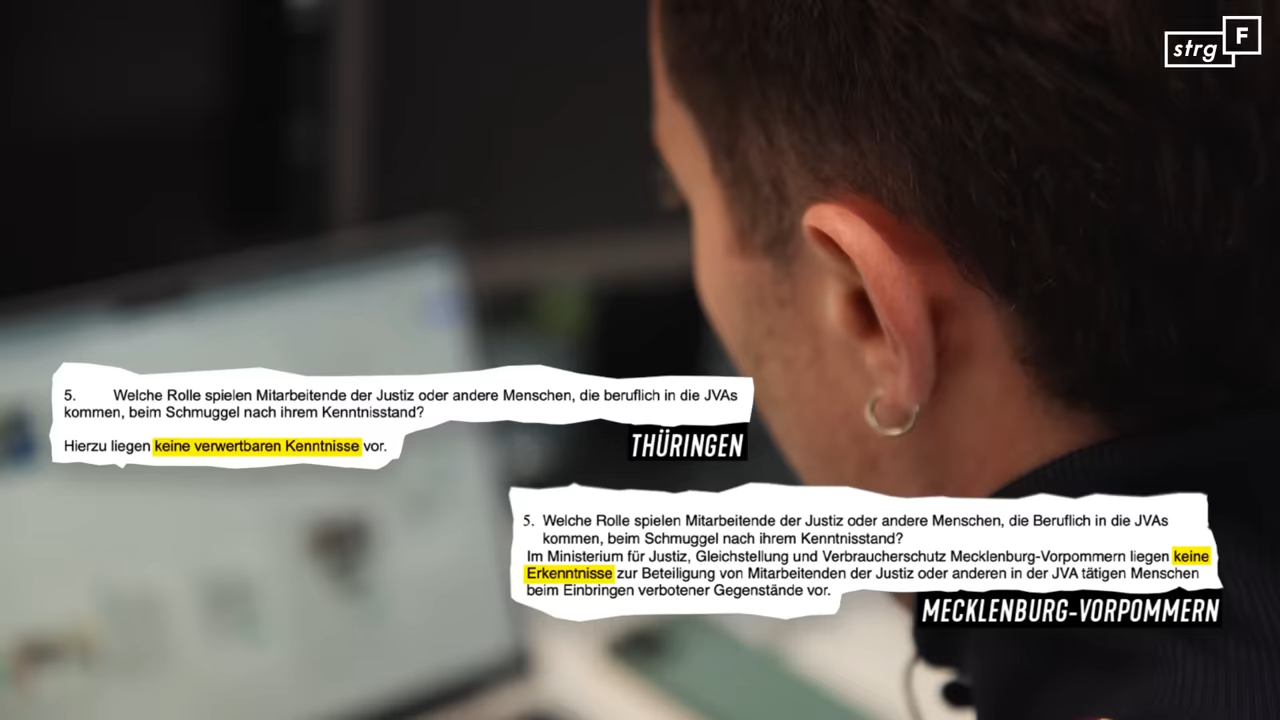 strg F
5. Welche Rolle spielen Mitarbeitende der Justiz oder andere Menschen, die beruflich in die JVAs
kommen, beim Schmuggel nach ihrem Kenntnisstand?
Hierzu liegen keine verwertbaren Kenntnisse vor.
THÜRINGEN
5. Welche Rolle spielen Mitarbeitende der Justiz oder andere Menschen, die Beruflich in die JVAs
kommen, beim Schmuggel nach ihrem Kenntnisstand?
Im Ministerium für Justiz, Gleichstellung und Verbraucherschutz Mecklenburg-Vorpommern liegen keine
Erkenntnisse zur Beteiligung von Mitarbeitenden der Justiz oder anderen in der JVA tätigen Menschen
beim Einbringen verbotener Gegenstände vor.
MECKLENBURG-VORPOMMERN